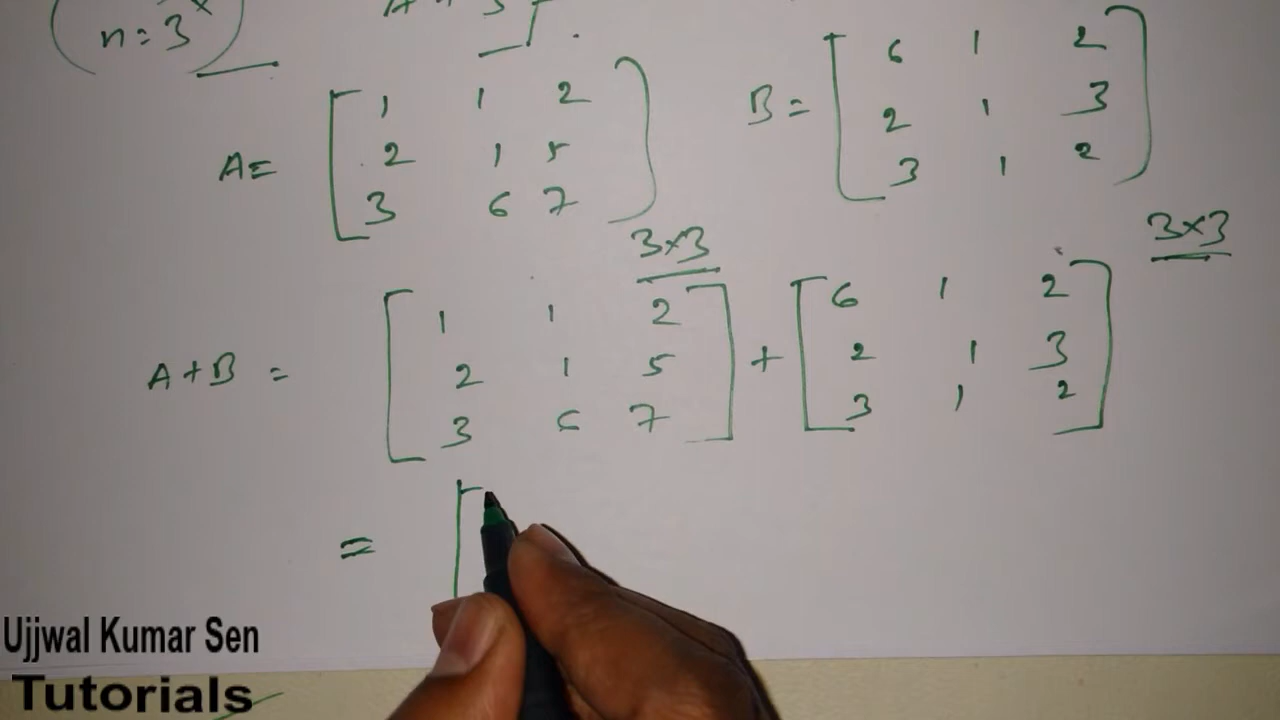 n = 3
A = [ 1 1 2
2 1 5
3 6 7 ]
3×3
B = [ 6 1 2
2 1 3
3 1 2 ]
3×3
A+B = [ 1 1 2
2 1 5
3 6 7 ] + [ 6 1 2
2 1 3
3 1 2 ]
= [
Ujjwal Kumar Sen
Tutorials